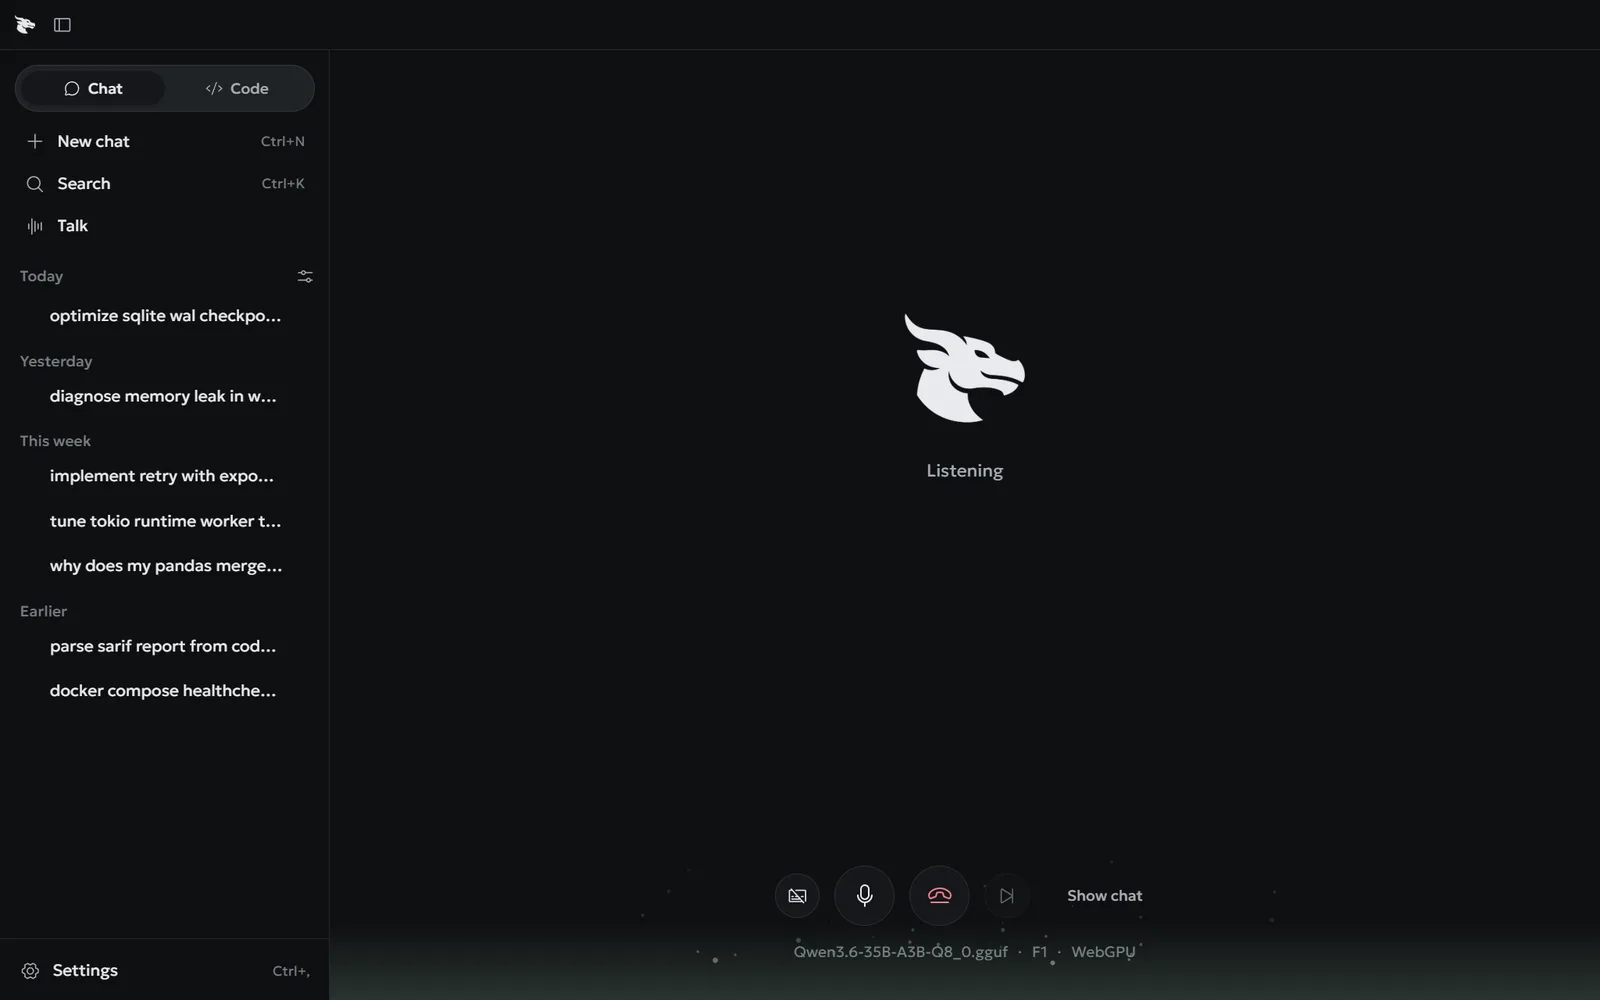 Chat
Code
New chat Ctrl+N
Search Ctrl+K
Talk
Today
optimize sqlite wal checkpo...
Yesterday
diagnose memory leak in w...
This week
implement retry with expo...
tune tokio runtime worker t...
why does my pandas merge...
Earlier
parse sarif report from cod...
docker compose healthche...
Settings Ctrl+,
Listening
Show chat
Qwen3.6-35B-A3B-Q8_0.gguf · F1 · WebGPU